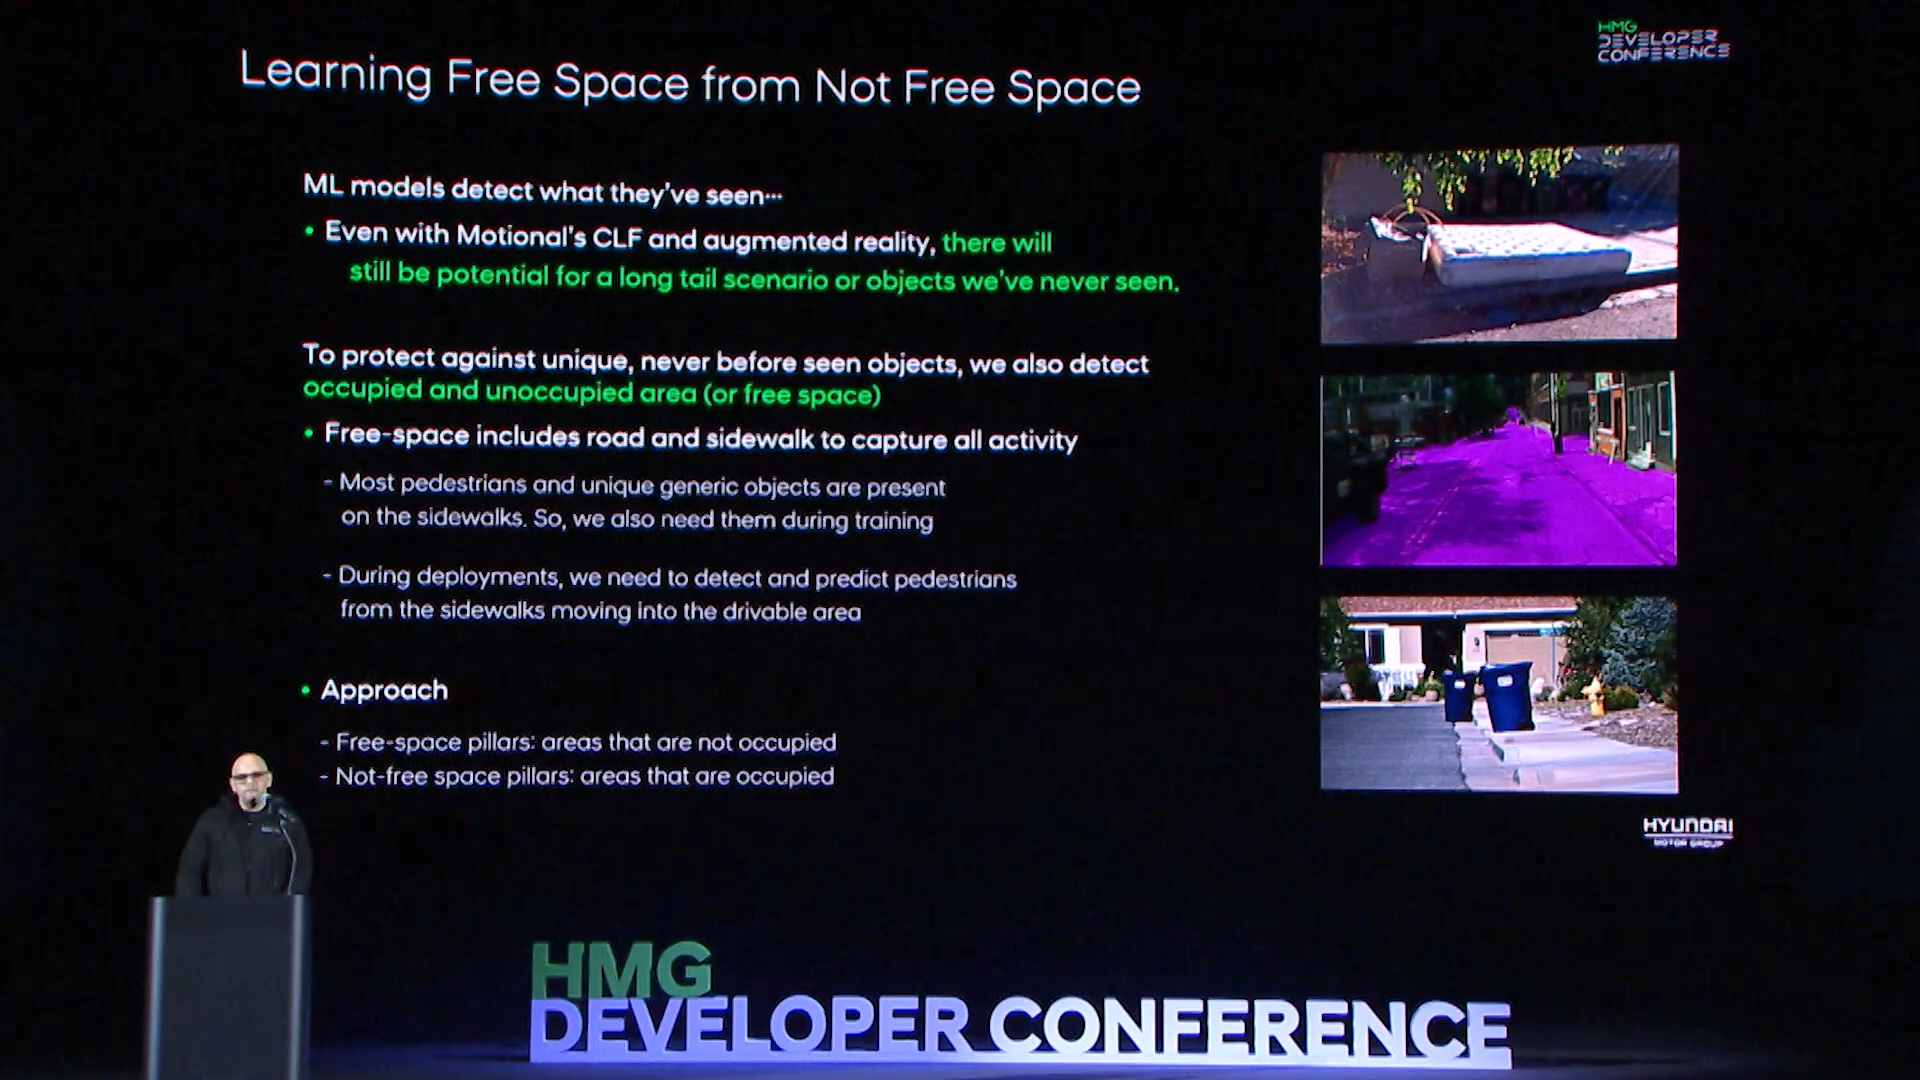 HMG
DEVELOPER
CONFERENCE
Learning Free Space from Not Free Space
ML models detect what they've seen…
• Even with Motional's CLF and augmented reality, there will
still be potential for a long tail scenario or objects we've never seen.
To protect against unique, never before seen objects, we also detect
occupied and unoccupied area (or free space)
• Free-space includes road and sidewalk to capture all activity
- Most pedestrians and unique generic objects are present
on the sidewalks. So, we also need them during training
- During deployments, we need to detect and predict pedestrians
from the sidewalks moving into the drivable area
• Approach
- Free-space pillars: areas that are not occupied
- Not-free space pillars: areas that are occupied
HYUNDAI
MOTOR GROUP
HMG
DEVELOPER CONFERENCE